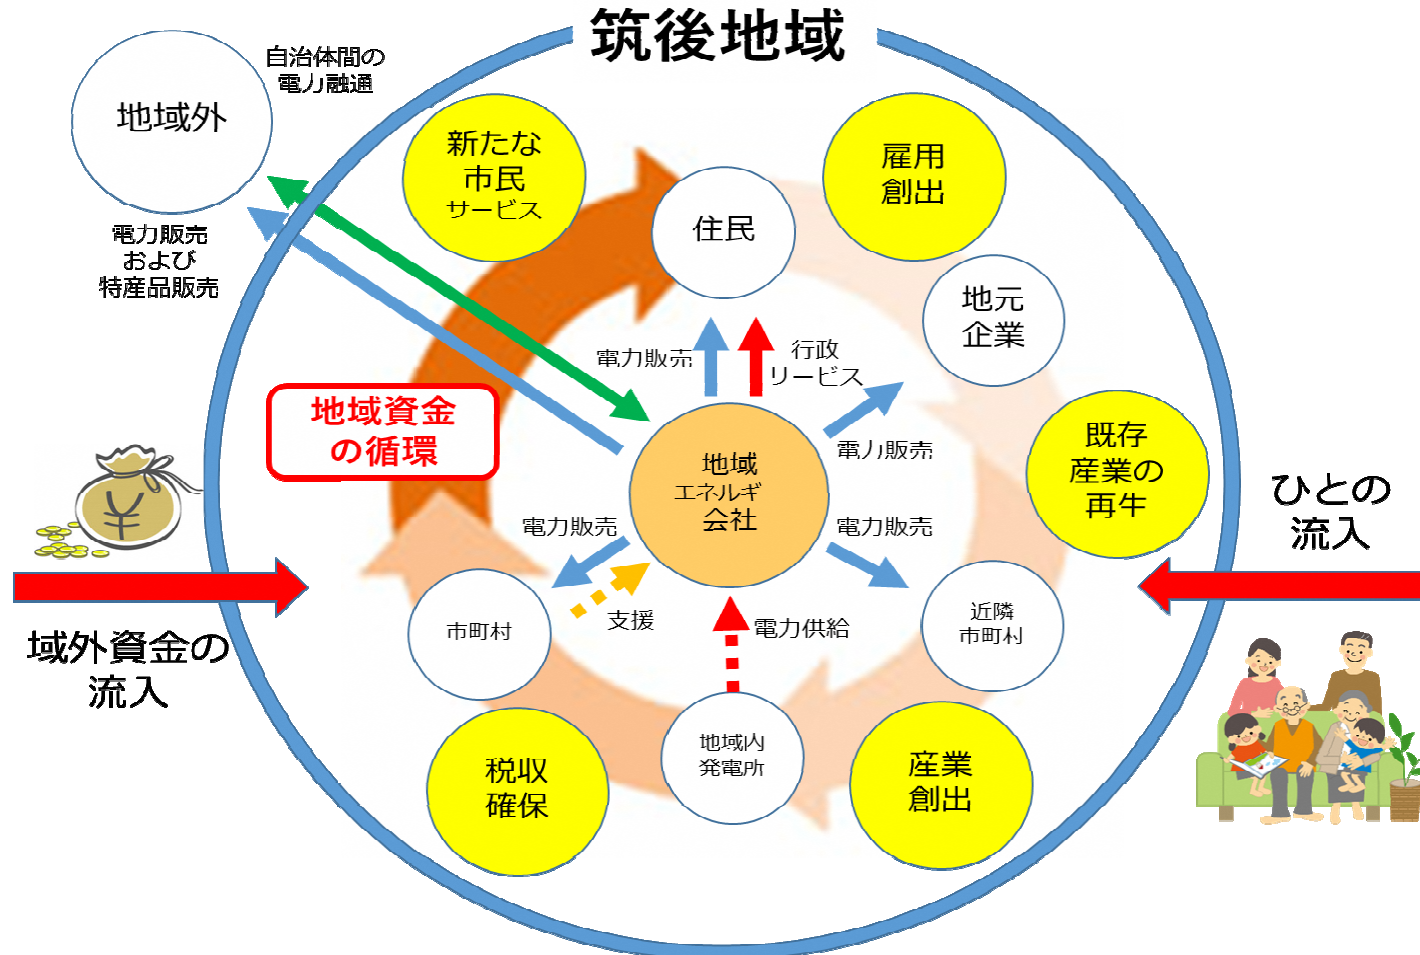 筑後地域
自治体間の
電力融通
地域外
電力販売
および
特産品販売
新たな
市民
サービス
雇用
創出
住民
地元
企業
電力販売
行政
リービス
地域資金
の循環
電力販売
既存
産業の
再生
地域
エネルギ
会社
ひとの
流入
電力販売
電力販売
支援
電力供給
市町村
近隣
市町村
域外資金の
流入
地域内
発電所
税収
確保
産業
創出